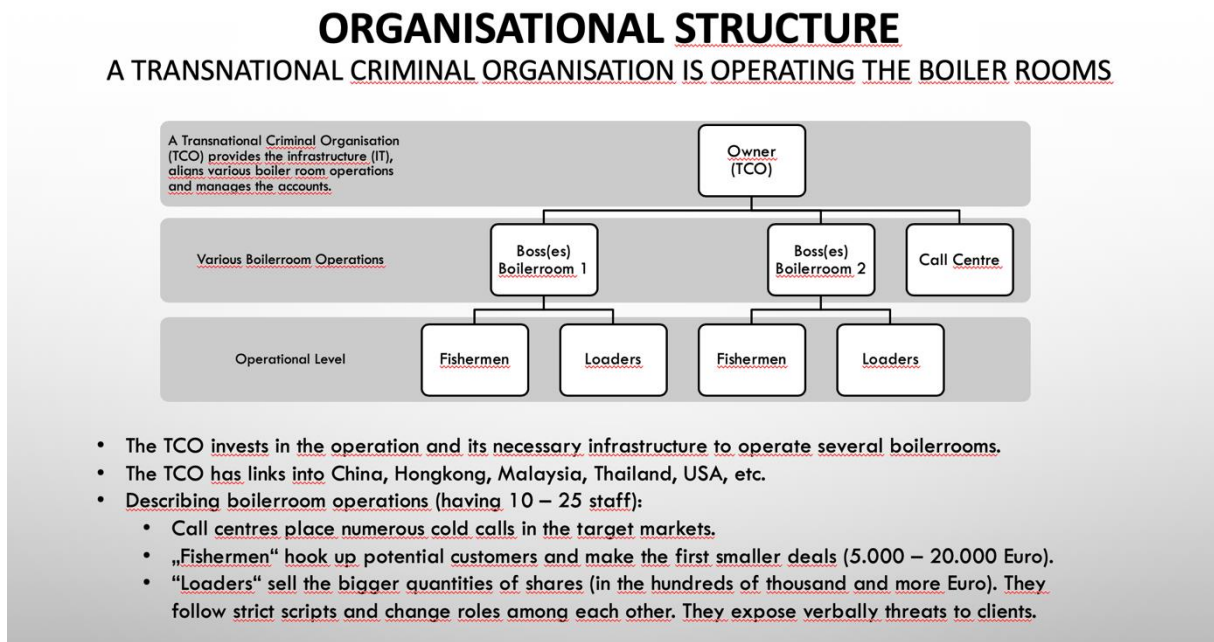 ORGANISATIONAL STRUCTURE
A TRANSNATIONAL CRIMINAL ORGANISATION IS OPERATING THE BOILER ROOMS
A Transnational Criminal Organisation
(TCO) provides the infrastructure (IT),
aligns various boiler room operations
and manages the accounts.
Owner
(TCO)
Various Boilerroom Operations
Boss(es)
Boilerroom 1
Boss(es)
Boilerroom 2
Call Centre
Operational Level
Fishermen
Loaders
Fishermen
Loaders
• The TCO invests in the operation and its necessary infrastructure to operate several boilerrooms.
• The TCO has links into China, Hongkong, Malaysia, Thailand, USA, etc.
• Describing boilerroom operations (having 10 – 25 staff):
• Call centres place numerous cold calls in the target markets.
• „Fishermen“ hook up potential customers and make the first smaller deals (5.000 – 20.000 Euro).
• “Loaders“ sell the bigger quantities of shares (in the hundreds of thousand and more Euro). They
follow strict scripts and change roles among each other. They expose verbally threats to clients.